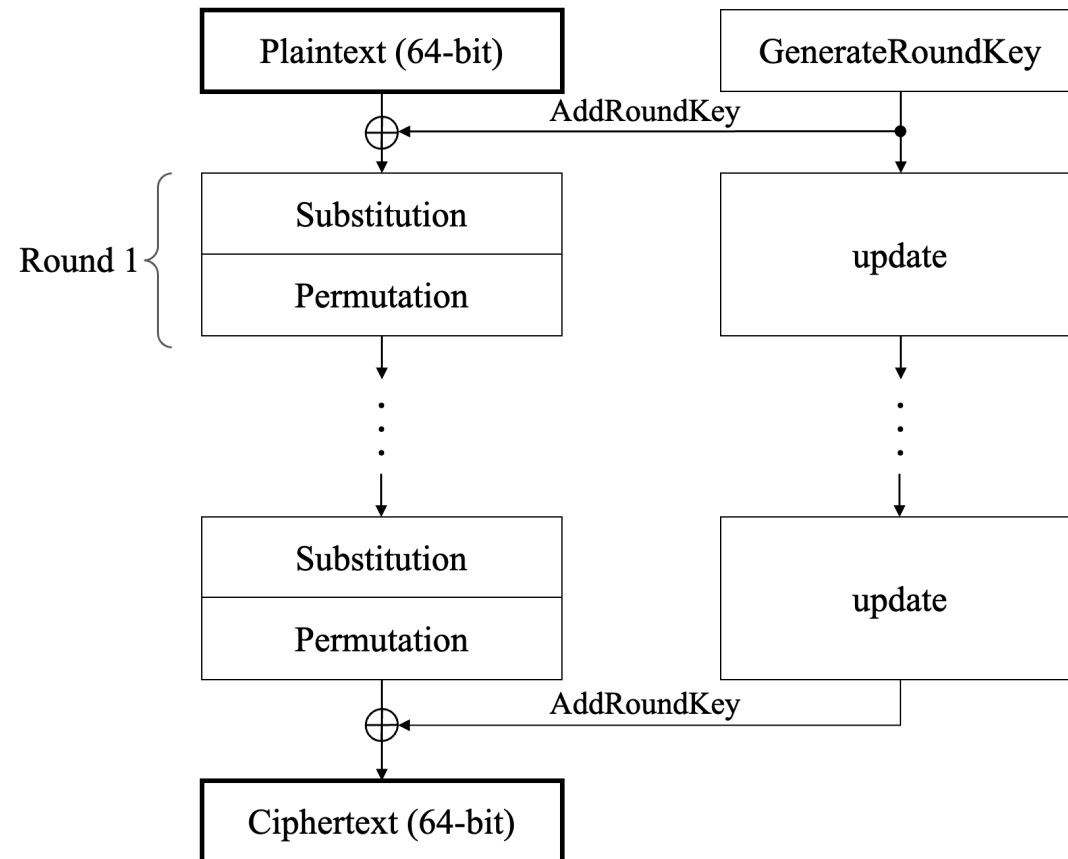 Plaintext (64-bit)
GenerateRoundKey
AddRoundKey
Round 1
Substitution
Permutation
update
Substitution
Permutation
update
AddRoundKey
Ciphertext (64-bit)